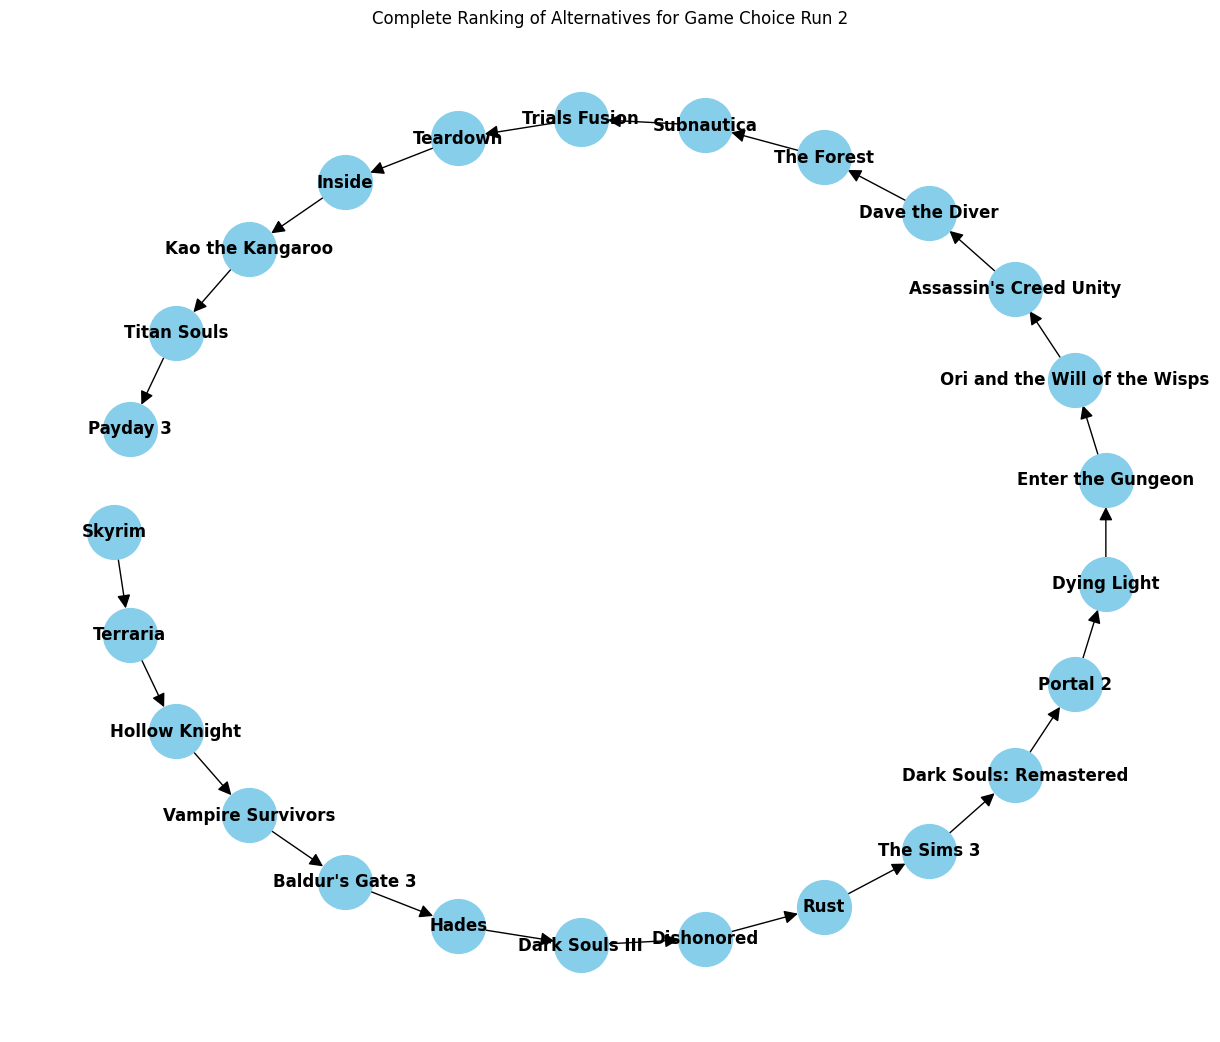 Complete Ranking of Alternatives for Game Choice Run 2
Trials Fusion
Subnautica
Teardown
The Forest
Inside
Dave the Diver
Kao the Kangaroo
Assassin's Creed Unity
Titan Souls
Ori and the Will of the Wisps
Payday 3
Enter the Gungeon
Skyrim
Dying Light
Terraria
Portal 2
Hollow Knight
Dark Souls: Remastered
Vampire Survivors
The Sims 3
Baldur's Gate 3
Rust
Hades
Dishonored
Dark Souls III